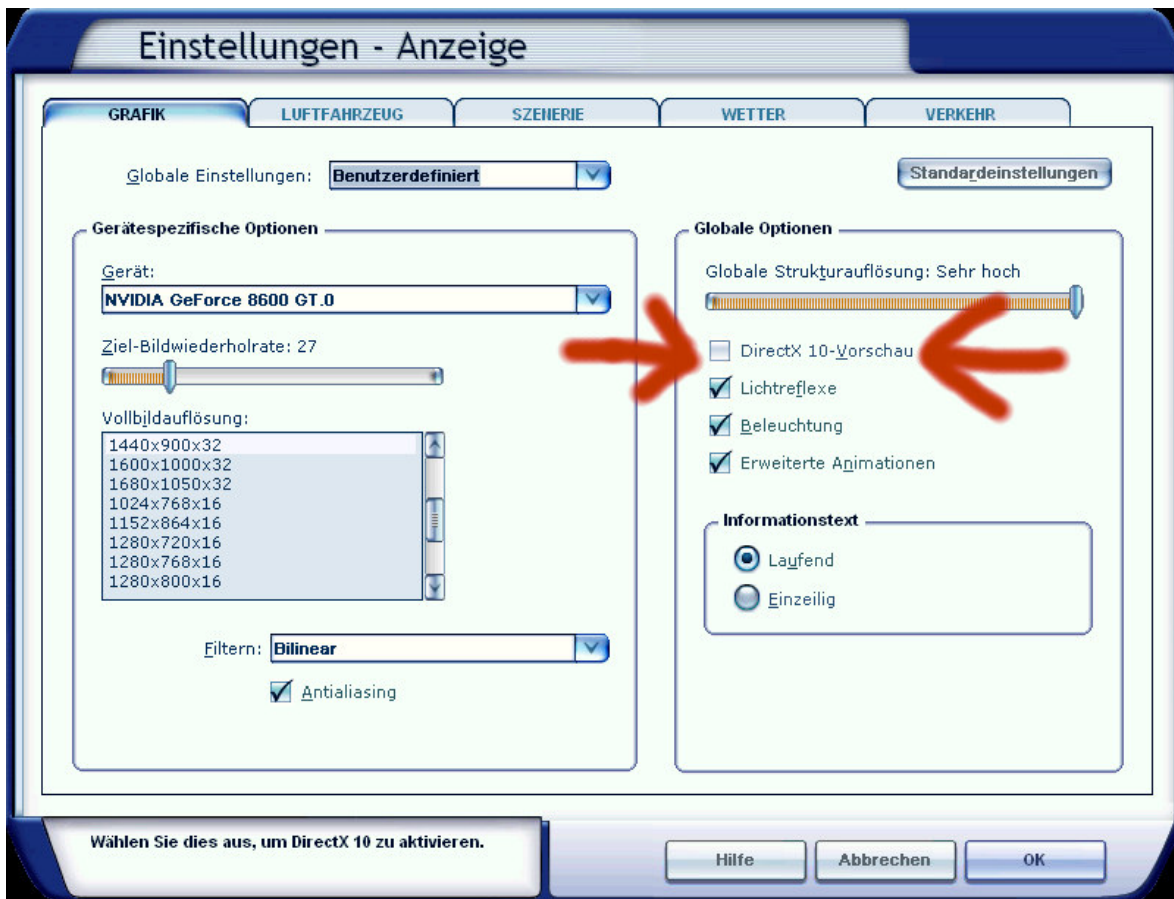 Einstellungen - Anzeige
GRAFIK LUFTFAHRZEUG SZENERIE WETTER VERKEHR
Globale Einstellungen: Benutzerdefiniert
Standardeinstellungen
Gerätespezifische Optionen
Gerät:
NVIDIA GeForce 8600 GT.0
Ziel-Bildwiederholrate: 27
Vollbildauflösung:
1440x900x32
1600x1000x32
1680x1050x32
1024x768x16
1152x864x16
1280x720x16
1280x768x16
1280x800x16
Filtern: Bilinear
Antialiasing
Globale Optionen
Globale Strukturauflösung: Sehr hoch
DirectX 10-Vorschau
Lichtreflexe
Beleuchtung
Erweiterte Animationen
Informationstext
Laufend
Einzeilig
Wählen Sie dies aus, um DirectX 10 zu aktivieren.
Hilfe Abbrechen OK